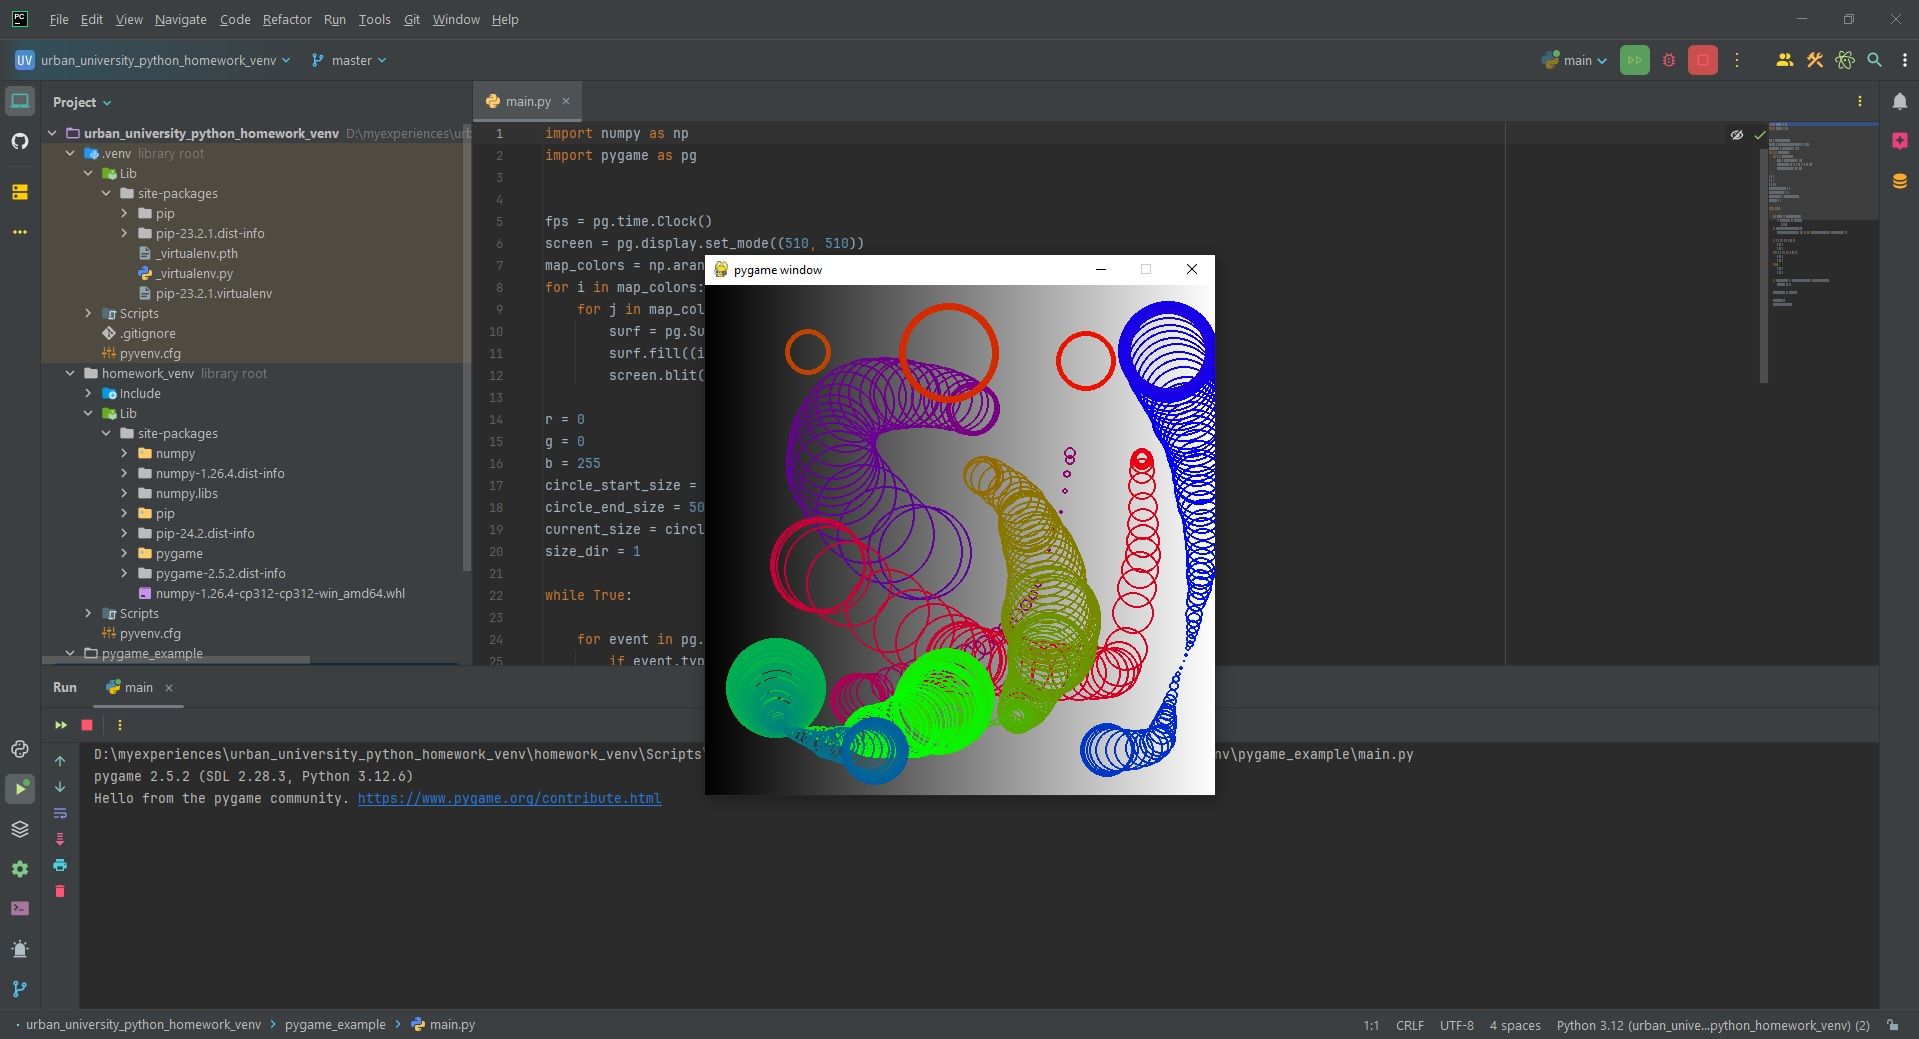 File Edit View Navigate Code Refactor Run Tools Git Window Help
UV urban_university_python_homework_venv master main
Project
main.py
urban_university_python_homework_venv D:\myexperiences\urb
.venv library root
Lib
site-packages
pip
pip-23.2.1.dist-info
_virtualenv.pth
_virtualenv.py
pip-23.2.1.virtualenv
Scripts
.gitignore
pyvenv.cfg
homework_venv library root
Include
Lib
site-packages
numpy
numpy-1.26.4.dist-info
numpy.libs
pip
pip-24.2.dist-info
pygame
pygame-2.5.2.dist-info
numpy-1.26.4-cp312-cp312-win_amd64.whl
Scripts
pyvenv.cfg
pygame_example
1 import numpy as np
2 import pygame as pg
3
4
5 fps = pg.time.Clock()
6 screen = pg.display.set_mode((510, 510))
7 map_colors = np.aran
8 for i in map_colors:
9 for j in map_col
10 surf = pg.Su
11 surf.fill((i
12 screen.blit(
13
14 r = 0
15 g = 0
16 b = 255
17 circle_start_size =
18 circle_end_size = 50
19 current_size = circl
20 size_dir = 1
21
22 while True:
23
24 for event in pg.
25 if event.typ
pygame window
Run main
D:\myexperiences\urban_university_python_homework_venv\homework_venv\Scripts\ nv\pygame_example\main.py
pygame 2.5.2 (SDL 2.28.3, Python 3.12.6)
Hello from the pygame community. https://www.pygame.org/contribute.html
urban_university_python_homework_venv pygame_example main.py
1:1 CRLF UTF-8 4 spaces Python 3.12 (urban_unive...python_homework_venv) (2)